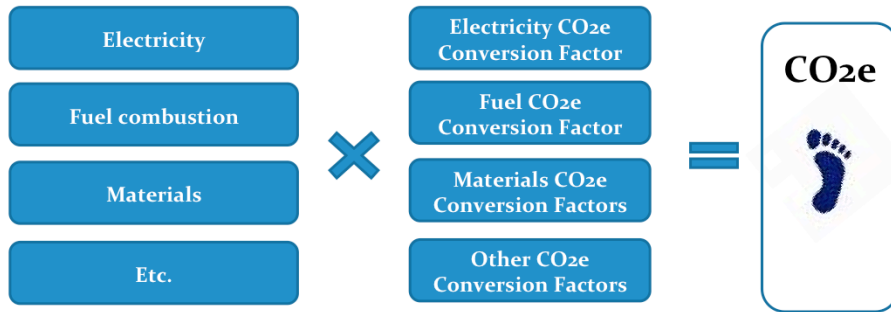 Electricity
Fuel combustion
Materials
Etc.
Electricity CO2e
Conversion Factor
Fuel CO2e
Conversion Factor
Materials CO2e
Conversion Factors
Other CO2e
Conversion Factors
CO2e